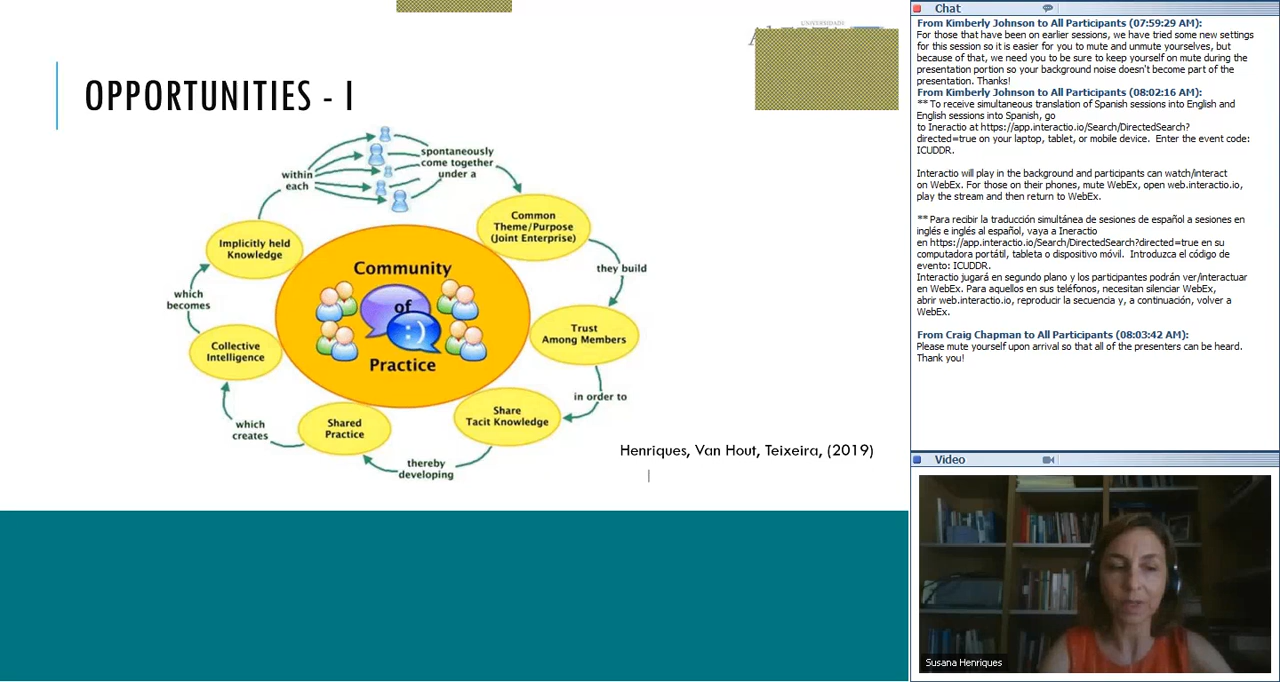 UNIVERSIDADE
OPPORTUNITIES - I
within
each
spontaneously
come together
under a
Common
Theme/Purpose
(Joint Enterprise)
they build
Trust
Among Members
in order to
Share
Tacit Knowledge
thereby
developing
Shared
Practice
which
creates
Collective
Intelligence
which
becomes
Implicitly held
Knowledge
Community
of
:)
Practice
Henriques, Van Hout, Teixeira, (2019)
Chat
From Kimberly Johnson to All Participants (07:59:29 AM):
For those that have been on earlier sessions, we have tried some new settings
for this session so it is easier for you to mute and unmute yourselves, but
because of that, we need you to be sure to keep yourself on mute during the
presentation portion so your background noise doesn't become part of the
presentation. Thanks!
From Kimberly Johnson to All Participants (08:02:16 AM):
** To receive simultaneous translation of Spanish sessions into English and
English sessions into Spanish, go
to Ineractio at https://app.interactio.io/Search/DirectedSearch?
directed=true on your laptop, tablet, or mobile device.  Enter the event code:
ICUDDR.
Interactio will play in the background and participants can watch/interact
on WebEx. For those on their phones, mute WebEx, open web.interactio.io,
play the stream and then return to WebEx.
** Para recibir la traducción simultánea de sesiones de español a sesiones en
inglés e inglés al español, vaya a Ineractio
en https://app.interactio.io/Search/DirectedSearch?directed=true en su
computadora portátil, tableta o dispositivo móvil.  Introduzca el código de
evento: ICUDDR.
Interactio jugará en segundo plano y los participantes podrán ver/interactuar
en WebEx. Para aquellos en sus teléfonos, necesitan silenciar WebEx,
abrir web.interactio.io, reproducir la secuencia y, a continuación, volver a
WebEx.
From Craig Chapman to All Participants (08:03:42 AM):
Please mute yourself upon arrival so that all of the presenters can be heard.
Thank you!
Video
Susana Henriques